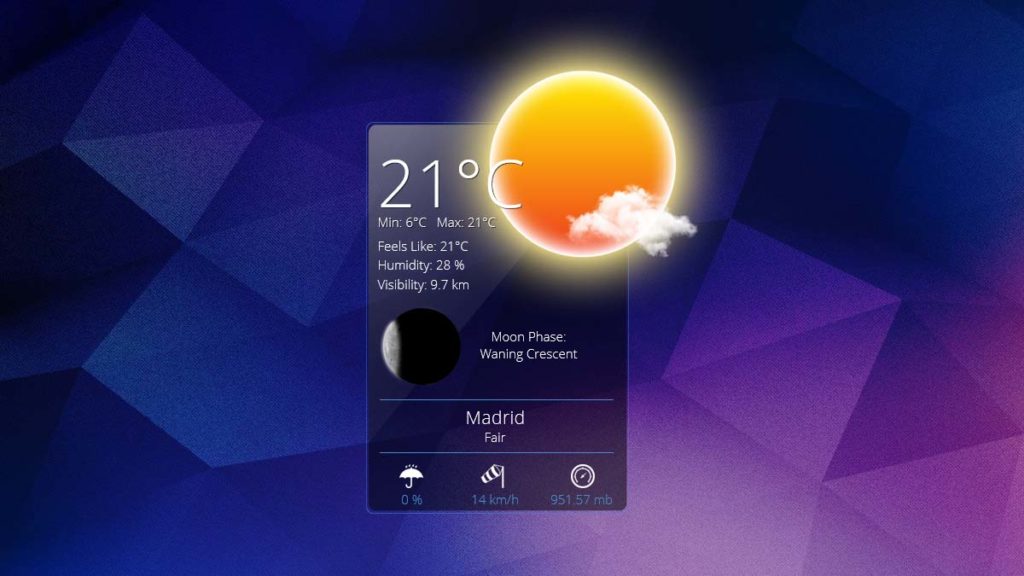 21°C
Min: 6°C Max: 21°C
Feels Like: 21°C
Humidity: 28 %
Visibility: 9.7 km
Moon Phase:
Waning Crescent
Madrid
Fair
0 % 14 km/h 951.57 mb